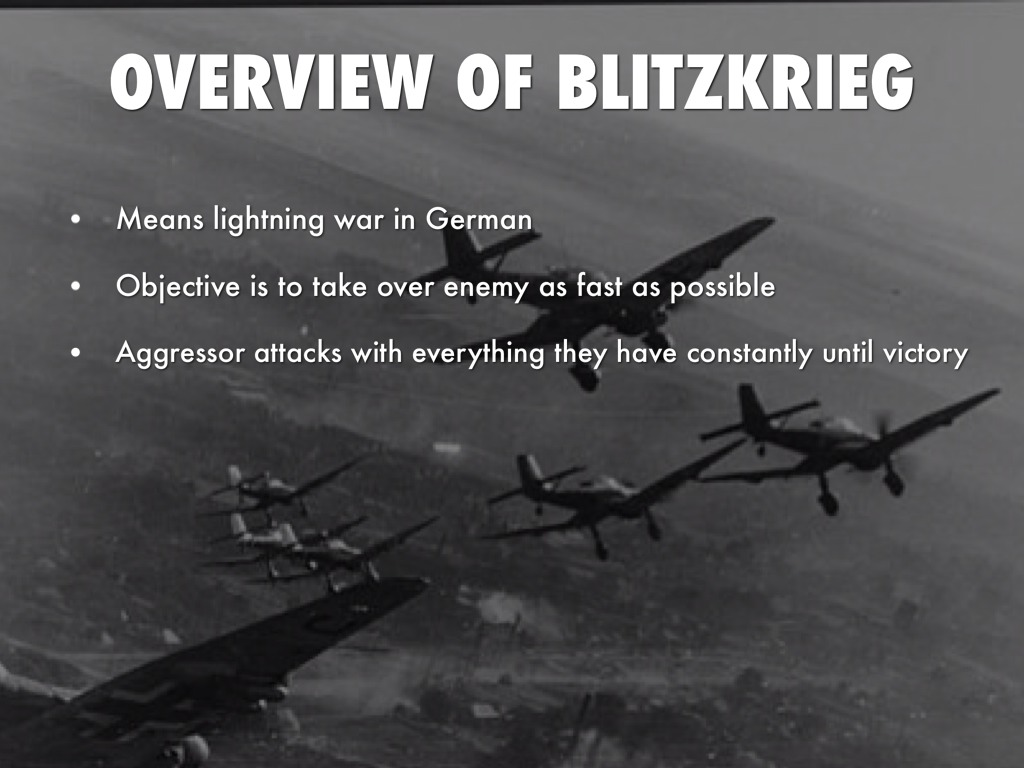 OVERVIEW OF BLITZKRIEG
• Means lightning war in German
• Objective is to take over enemy as fast as possible
• Aggressor attacks with everything they have constantly until victory